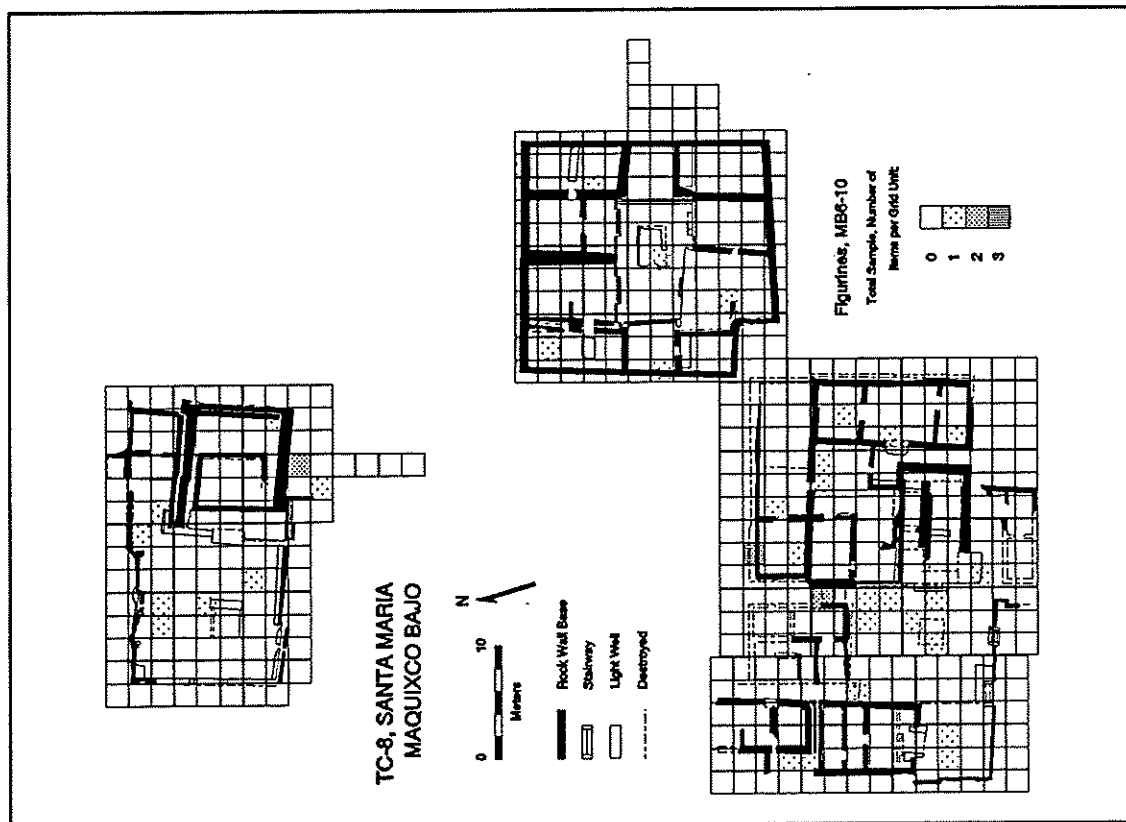 TC-8, SANTA MARIA
MAQUIXCO BAJO
N
0 10
Meters
Rock Wall Base
Stairway
Light Well
Destroyed
Figurines, MB6-10
Total Sample, Number of
Items per Grid Unit:
0
1
2
3